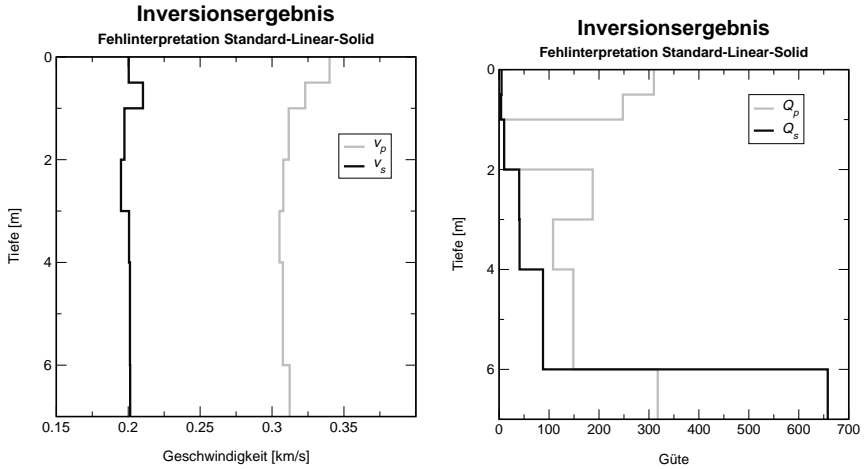 Inversionsergebnis
Fehlinterpretation Standard-Linear-Solid
0
2
4
6
Tiefe [m]
v_p
v_s
0.15
0.2
0.25
0.3
0.35
Geschwindigkeit [km/s]
Inversionsergebnis
Fehlinterpretation Standard-Linear-Solid
0
2
4
6
Tiefe [m]
Q_p
Q_s
0
100
200
300
400
500
600
700
Güte